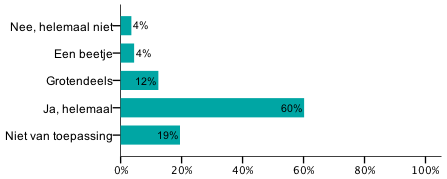 Nee, helemaal niet 4%
Een beetje 4%
Grotendeels 12%
Ja, helemaal 60%
Niet van toepassing 19%
0% 20% 40% 60% 80% 100%